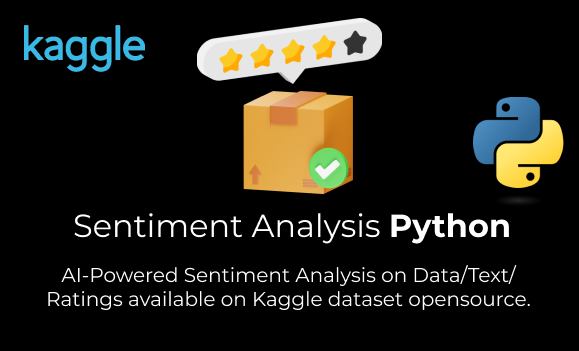 kaggle
Sentiment Analysis Python
AI-Powered Sentiment Analysis on Data/Text/
Ratings available on Kaggle dataset opensource.